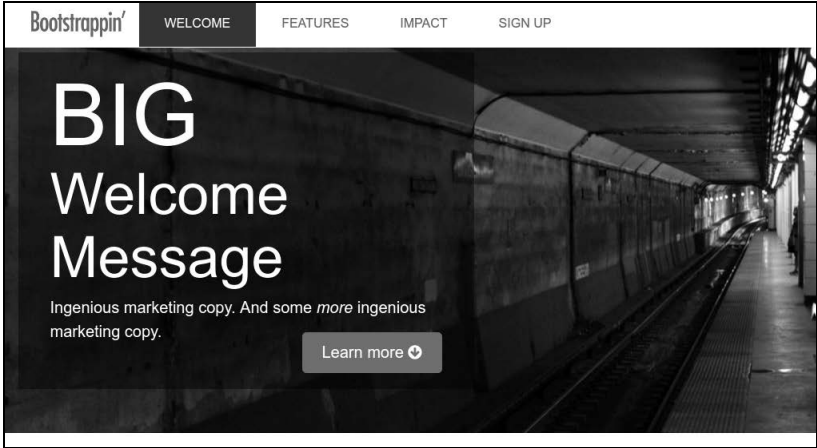 Bootstrappin’ WELCOME FEATURES IMPACT SIGN UP
BIG
Welcome
Message
Ingenious marketing copy. And some more ingenious
marketing copy.
Learn more